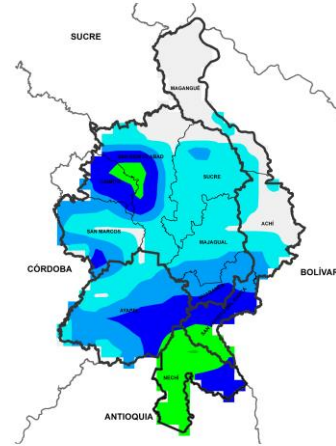 SUCRE
MAGANGUÉ
SUCRE
ACHÍ
SAN MARCOS
MAJAGUAL
CÓRDOBA
BOLÍVAR
NECHÍ
ANTIOQUIA